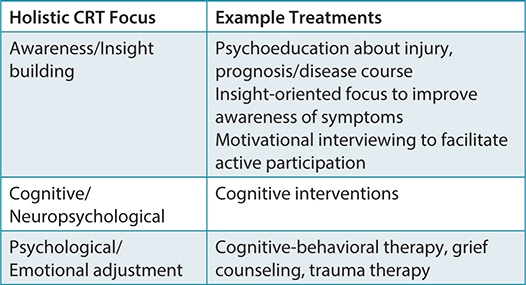 Holistic CRT Focus
Example Treatments
Awareness/Insight
building
Psychoeducation about injury,
prognosis/disease course
Insight-oriented focus to improve
awareness of symptoms
Motivational interviewing to facilitate
active participation
Cognitive/
Neuropsychological
Cognitive interventions
Psychological/
Emotional adjustment
Cognitive-behavioral therapy, grief
counseling, trauma therapy